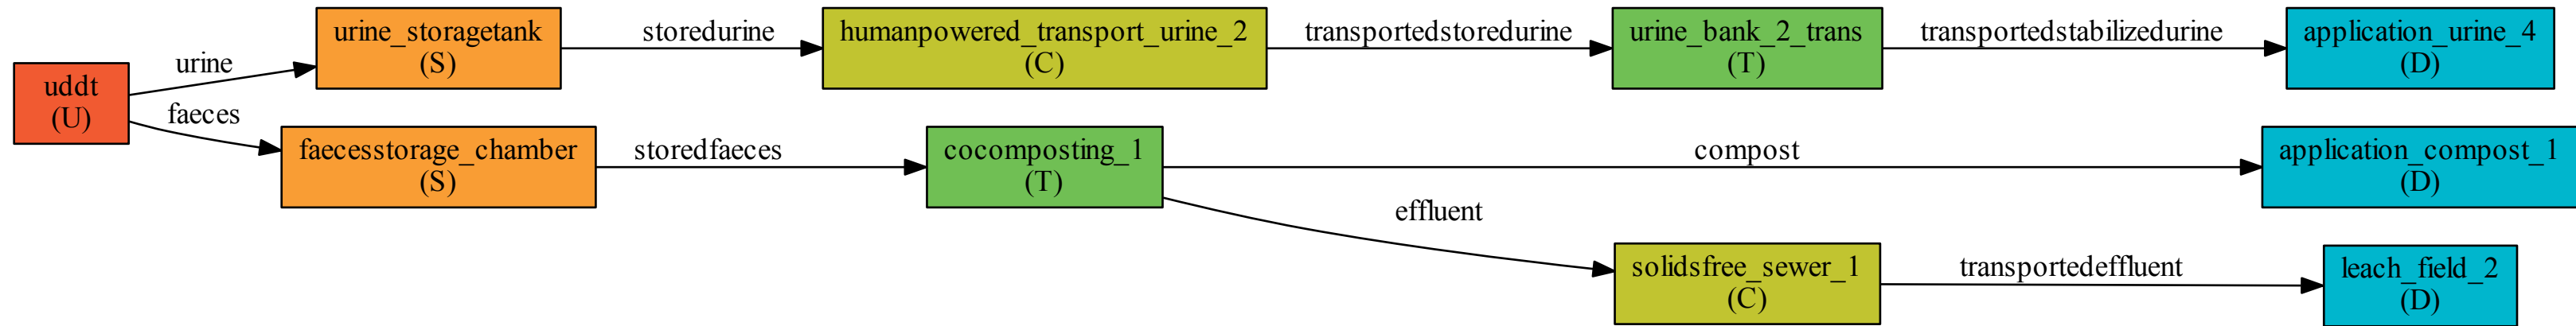 uddt
(U)
urine
faeces
urine_storagetank
(S)
storedurine
humanpowered_transport_urine_2
(C)
transportedstoredurine
urine_bank_2_trans
(T)
transportedstabilizedurine
application_urine_4
(D)
faecesstorage_chamber
(S)
storedfaeces
cocomposting_1
(T)
compost
application_compost_1
(D)
effluent
solidsfree_sewer_1
(C)
transportedeffluent
leach_field_2
(D)